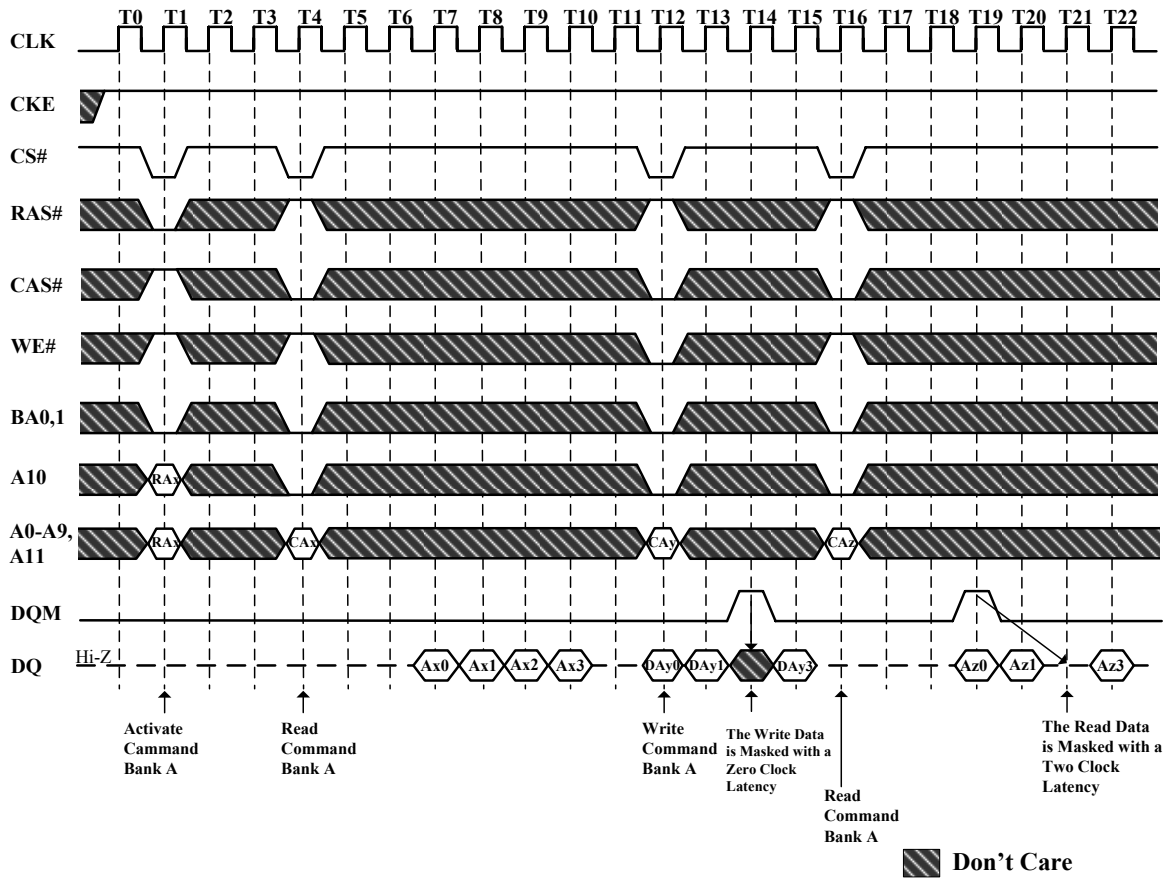 T0 T1 T2 T3 T4 T5 T6 T7 T8 T9 T10 T11 T12 T13 T14 T15 T16 T17 T18 T19 T20 T21 T22
CLK
CKE
CS#
RAS#
CAS#
WE#
BA0,1
A10
RAx
A0-A9,
A11
RAx CAx CAy CAz
DQM
DQ
Hi-Z
Ax0 Ax1 Ax2 Ax3 DAy0 DAy1 DAy3 Az0 Az1 Az3
Activate
Cammand
Bank A
Read
Command
Bank A
Write
Command
Bank A
The Write Data
is Masked with a
Zero Clock
Latency
Read
Command
Bank A
The Read Data
is Masked with a
Two Clock
Latency
Don't Care